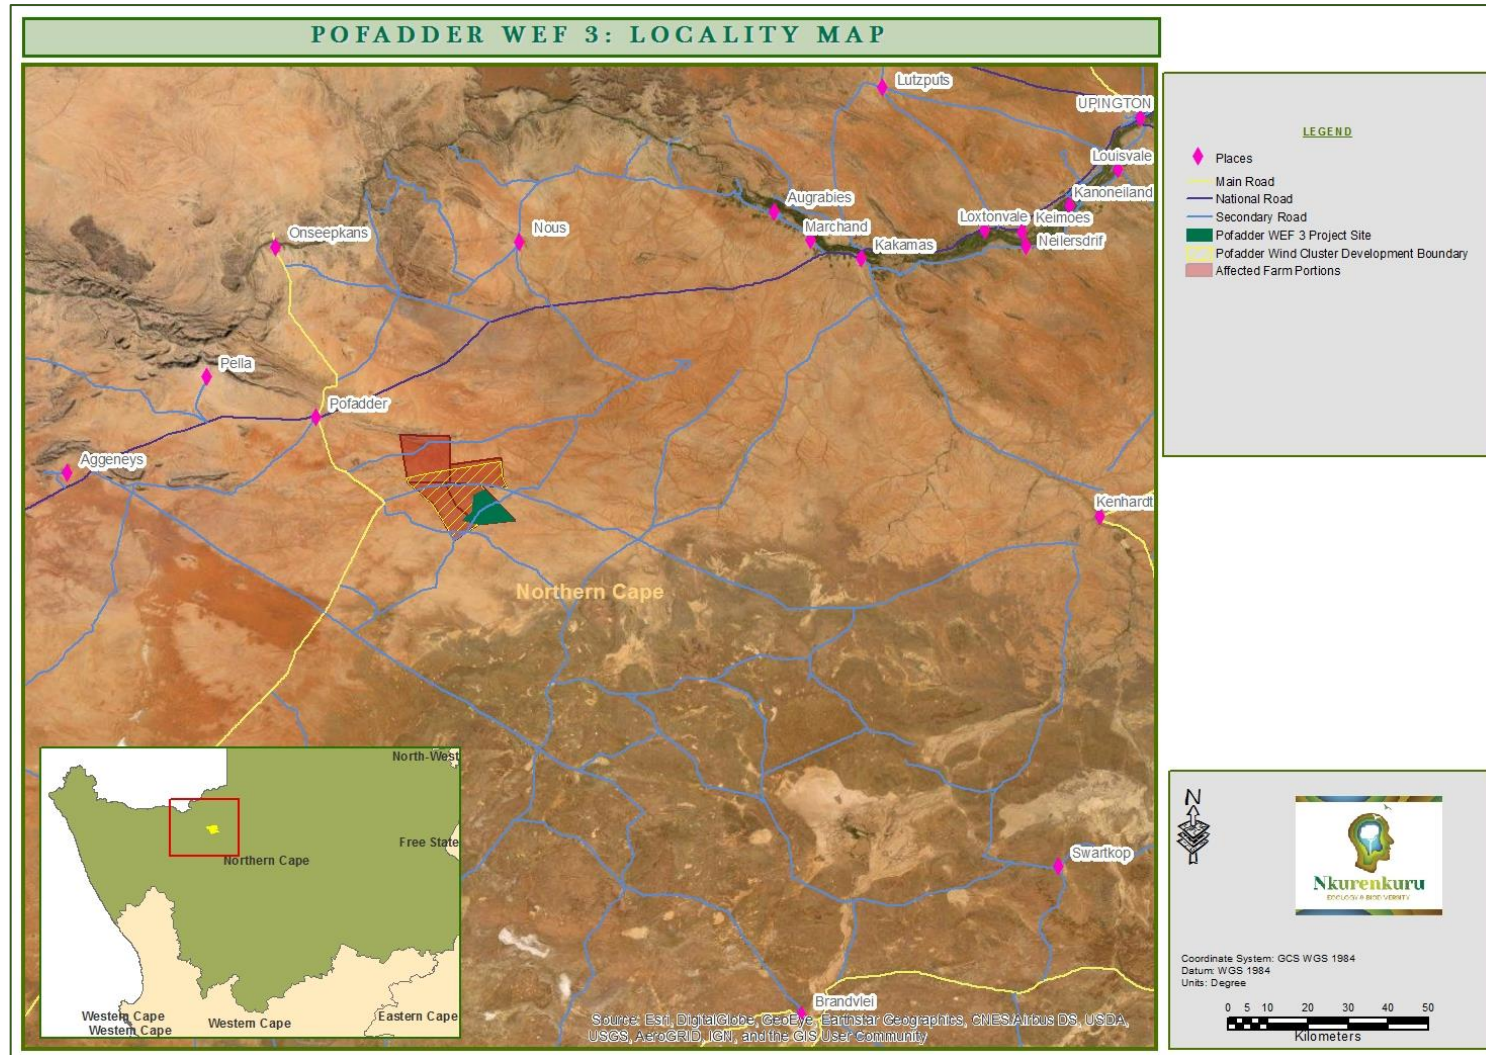 POFADDER WEF 3: LOCALITY MAP
Lutzputs
UPINGTON
Louisvale
Kanoneiland
Augrabies
Loxtonvale
Keimoes
Marchand
Neilersdrif
Kakamas
Onseepkans
Nous
Pella
Pofadder
Aggeneys
Kenhardt
Northern Cape
Swartkop
Brandvlei
Source: Esri, DigitalGlobe, GeoEye, Earthstar Geographics, CNES/Airbus DS, USDA,
USGS, AeroGRID, IGN, and the GIS User Community
North-West
Free State
Northern Cape
Western Cape
Western Cape
Western Cape
Eastern Cape
LEGEND
Places
Main Road
National Road
Secondary Road
Pofadder WEF 3 Project Site
Pofadder Wind Cluster Development Boundary
Affected Farm Portions
N
Nkurenkuru
ECOLOGY & BIODIVERSITY
Coordinate System: GCS WGS 1984
Datum: WGS 1984
Units: Degree
0 5 10 20 30 40 50
Kilometers